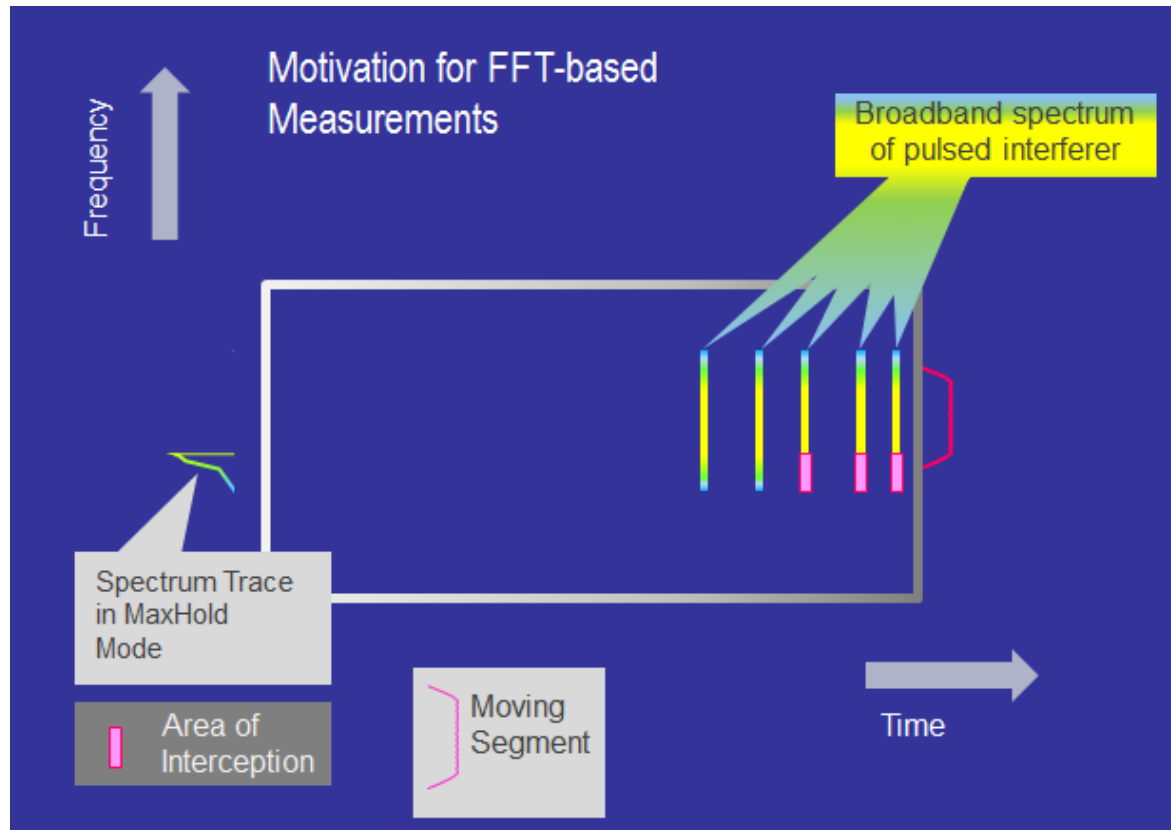 Motivation for FFT-based
Measurements
Frequency
Broadband spectrum
of pulsed interferer
Spectrum Trace
in MaxHold
Mode
Area of
Interception
Moving
Segment
Time